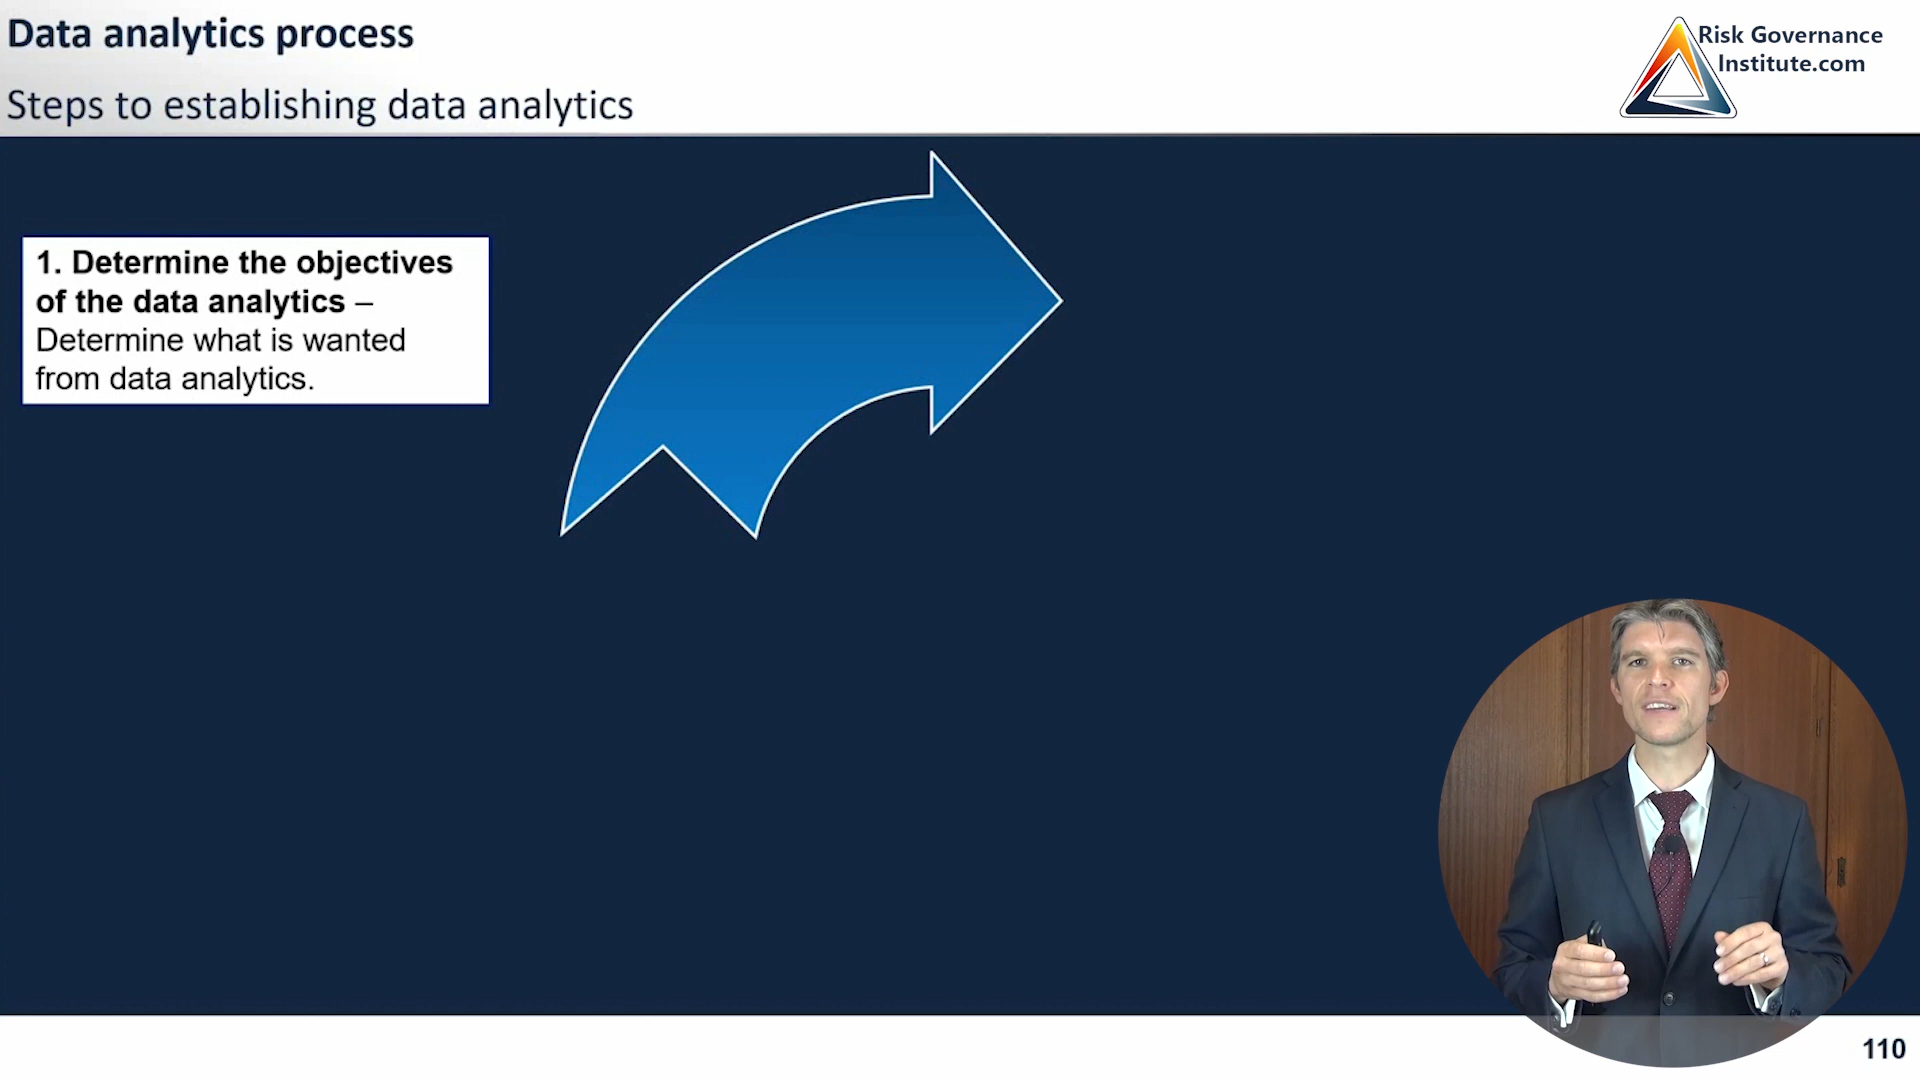 Data analytics process
Steps to establishing data analytics
Risk Governance
Institute.com
1. Determine the objectives
of the data analytics –
Determine what is wanted
from data analytics.
110